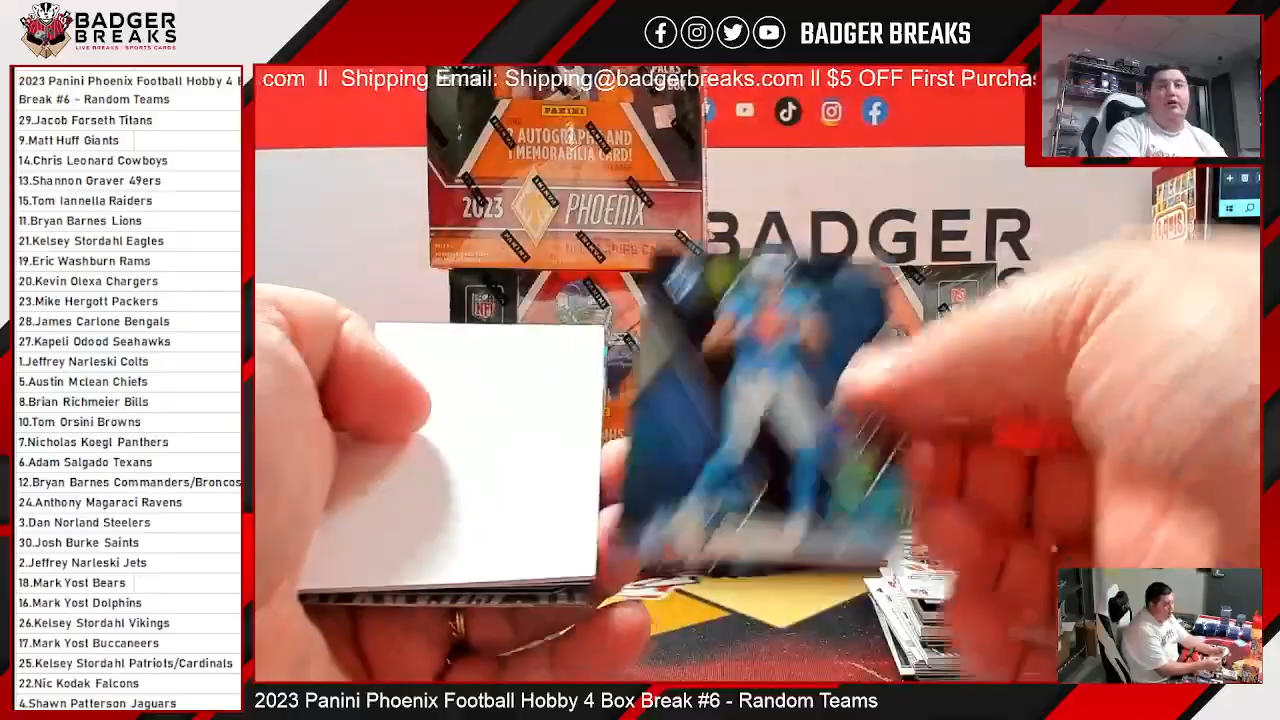 BADGER
BREAKS
LIVE BREAKS | SPORTS CARDS
BADGER BREAKS
.com ll Shipping Email: Shipping@badgerbreaks.com ll $5 OFF First Purcha
2023 Panini Phoenix Football Hobby 4 B
Break #6 - Random Teams
29.Jacob Forseth Titans
9.Matt Huff Giants
14.Chris Leonard Cowboys
13.Shannon Graver 49ers
15.Tom Iannella Raiders
11.Bryan Barnes Lions
21.Kelsey Stordahl Eagles
19.Eric Washburn Rams
20.Kevin Olexa Chargers
23.Mike Hergott Packers
28.James Carlone Bengals
27.Kapeli Odood Seahawks
1.Jeffrey Narleski Colts
5.Austin Mclean Chiefs
8.Brian Richmeier Bills
10.Tom Orsini Browns
7.Nicholas Koegl Panthers
6.Adam Salgado Texans
12.Bryan Barnes Commanders/Broncos
24.Anthony Magaraci Ravens
3.Dan Norland Steelers
30.Josh Burke Saints
2.Jeffrey Narleski Jets
18.Mark Yost Bears
16.Mark Yost Dolphins
26.Kelsey Stordahl Vikings
17.Mark Yost Buccaneers
25.Kelsey Stordahl Patriots/Cardinals
22.Nic Kodak Falcons
4.Shawn Patterson Jaguars
PANINI
AUTOGRAPHS AND
1 MEMORABILIA CARD!
2023 PHOENIX
BADGER
NFL
2023 Panini Phoenix Football Hobby 4 Box Break #6 - Random Teams